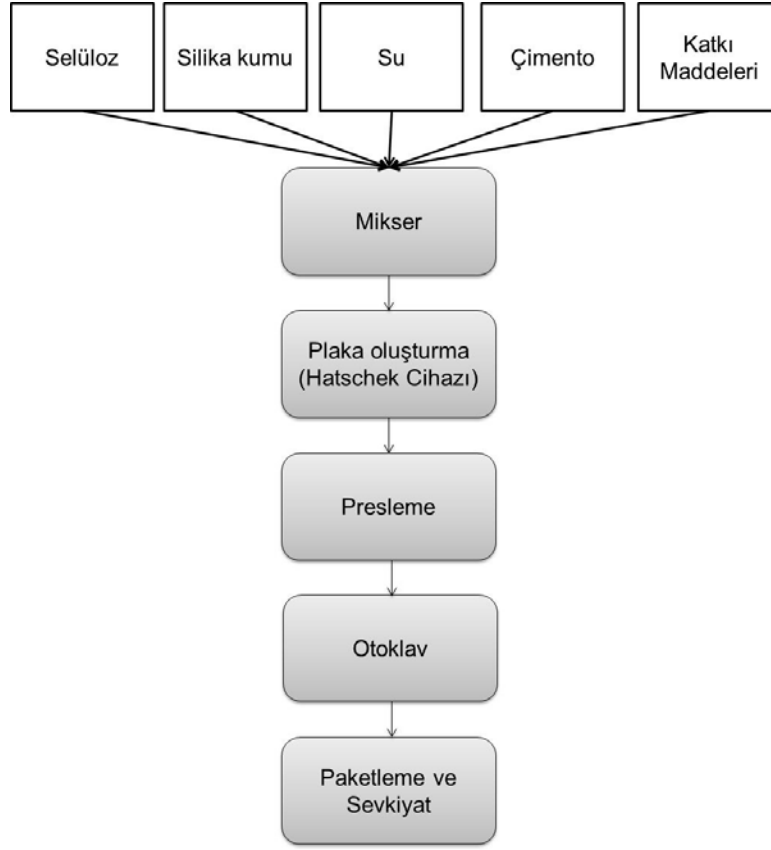 Selüloz
Silika kumu
Su
Çimento
Katkı
Maddeleri
Mikser
Plaka oluşturma
(Hatschek Cihazı)
Presleme
Otoklav
Paketleme ve
Sevkiyat